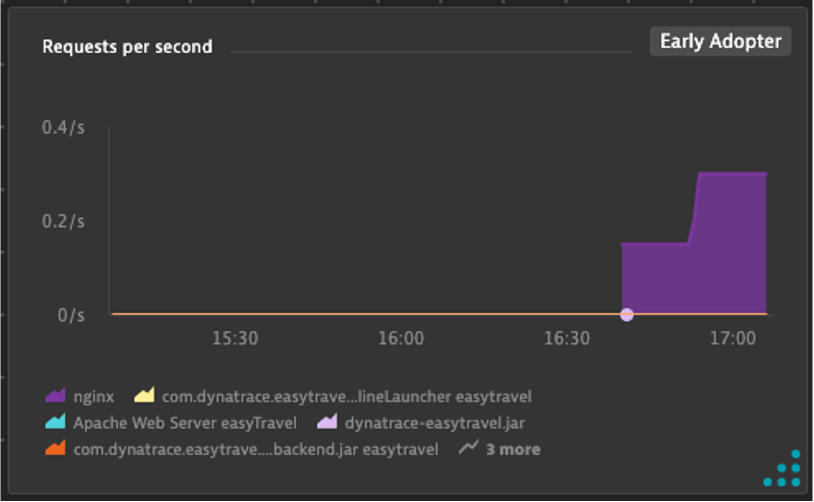 Requests per second
Early Adopter
0.4/s
0.2/s
0/s
15:30 16:00 16:30 17:00
nginx com.dynatrace.easytrave...lineLauncher easytravel
Apache Web Server easyTravel dynatrace-easytravel.jar
com.dynatrace.easytrave....backend.jar easytravel 3 more